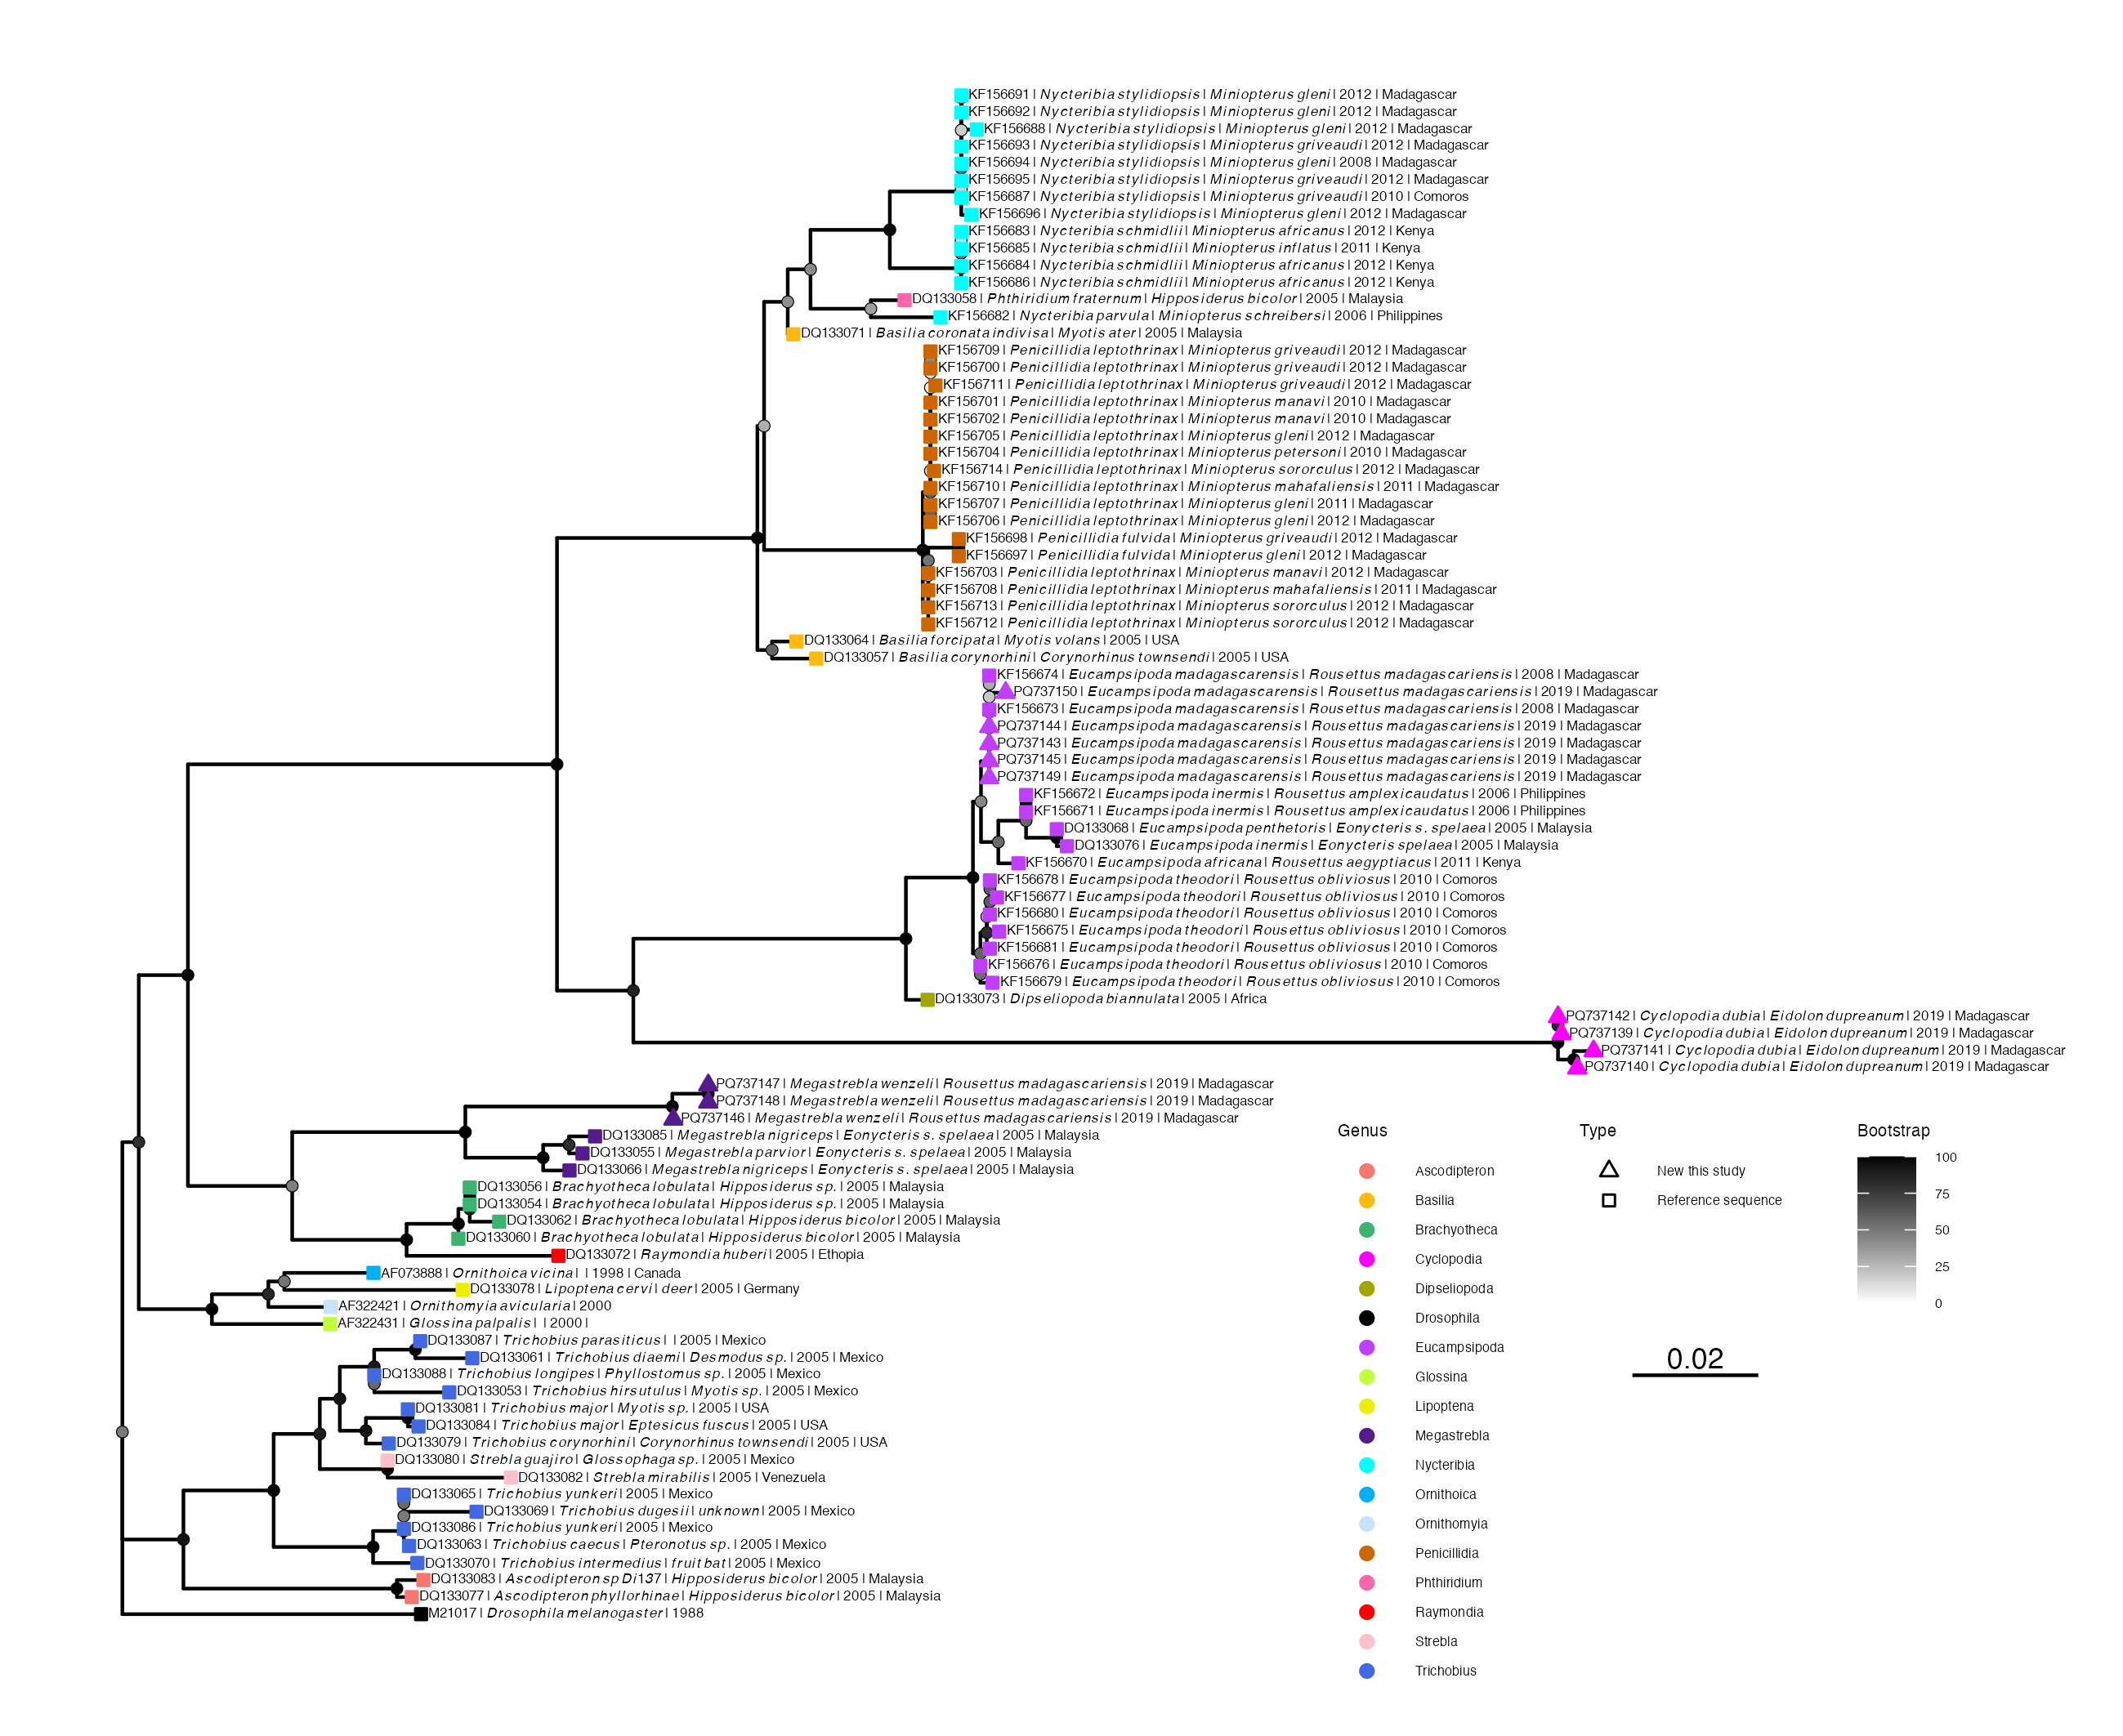 KF156691 | Nycteribia stylidiopsis | Miniopterus gleni | 2012 | Madagascar
KF156692 | Nycteribia stylidiopsis | Miniopterus gleni | 2012 | Madagascar
KF156688 | Nycteribia stylidiopsis | Miniopterus gleni | 2012 | Madagascar
KF156693 | Nycteribia stylidiopsis | Miniopterus griveaudi | 2012 | Madagascar
KF156694 | Nycteribia stylidiopsis | Miniopterus gleni | 2008 | Madagascar
KF156695 | Nycteribia stylidiopsis | Miniopterus griveaudi | 2012 | Madagascar
KF156687 | Nycteribia stylidiopsis | Miniopterus griveaudi | 2010 | Comoros
KF156696 | Nycteribia stylidiopsis | Miniopterus gleni | 2012 | Madagascar
KF156683 | Nycteribia schmidlii | Miniopterus africanus | 2012 | Kenya
KF156685 | Nycteribia schmidlii | Miniopterus inflatus | 2011 | Kenya
KF156684 | Nycteribia schmidlii | Miniopterus africanus | 2012 | Kenya
KF156686 | Nycteribia schmidlii | Miniopterus africanus | 2012 | Kenya
DQ133058 | Phthiridium fraternum | Hipposiderus bicolor | 2005 | Malaysia
KF156682 | Nycteribia parvula | Miniopterus schreibersi | 2006 | Philippines
DQ133071 | Basilia coronata indivisa | Myotis ater | 2005 | Malaysia
KF156709 | Penicillidia leptothrinax | Miniopterus griveaudi | 2012 | Madagascar
KF156700 | Penicillidia leptothrinax | Miniopterus griveaudi | 2012 | Madagascar
KF156711 | Penicillidia leptothrinax | Miniopterus griveaudi | 2012 | Madagascar
KF156701 | Penicillidia leptothrinax | Miniopterus manavi | 2010 | Madagascar
KF156702 | Penicillidia leptothrinax | Miniopterus manavi | 2010 | Madagascar
KF156705 | Penicillidia leptothrinax | Miniopterus gleni | 2012 | Madagascar
KF156704 | Penicillidia leptothrinax | Miniopterus petersoni | 2010 | Madagascar
KF156714 | Penicillidia leptothrinax | Miniopterus sororculus | 2012 | Madagascar
KF156710 | Penicillidia leptothrinax | Miniopterus mahafaliensis | 2011 | Madagascar
KF156707 | Penicillidia leptothrinax | Miniopterus gleni | 2011 | Madagascar
KF156706 | Penicillidia leptothrinax | Miniopterus gleni | 2012 | Madagascar
KF156698 | Penicillidia fulvida | Miniopterus griveaudi | 2012 | Madagascar
KF156697 | Penicillidia fulvida | Miniopterus gleni | 2012 | Madagascar
KF156703 | Penicillidia leptothrinax | Miniopterus manavi | 2012 | Madagascar
KF156708 | Penicillidia leptothrinax | Miniopterus mahafaliensis | 2011 | Madagascar
KF156713 | Penicillidia leptothrinax | Miniopterus sororculus | 2012 | Madagascar
KF156712 | Penicillidia leptothrinax | Miniopterus sororculus | 2012 | Madagascar
DQ133064 | Basilia forcipata | Myotis volans | 2005 | USA
DQ133057 | Basilia corynorhini | Corynorhinus townsendi | 2005 | USA
KF156674 | Eucampsipoda madagascarensis | Rousettus madagascariensis | 2008 | Madagascar
PQ737150 | Eucampsipoda madagascarensis | Rousettus madagascariensis | 2019 | Madagascar
KF156673 | Eucampsipoda madagascarensis | Rousettus madagascariensis | 2008 | Madagascar
PQ737144 | Eucampsipoda madagascarensis | Rousettus madagascariensis | 2019 | Madagascar
PQ737143 | Eucampsipoda madagascarensis | Rousettus madagascariensis | 2019 | Madagascar
PQ737145 | Eucampsipoda madagascarensis | Rousettus madagascariensis | 2019 | Madagascar
PQ737149 | Eucampsipoda madagascarensis | Rousettus madagascariensis | 2019 | Madagascar
KF156672 | Eucampsipoda inermis | Rousettus amplexicaudatus | 2006 | Philippines
KF156671 | Eucampsipoda inermis | Rousettus amplexicaudatus | 2006 | Philippines
DQ133068 | Eucampsipoda penthetoris | Eonycteris s. spelaea | 2005 | Malaysia
DQ133076 | Eucampsipoda inermis | Eonycteris spelaea | 2005 | Malaysia
KF156670 | Eucampsipoda africana | Rousettus aegyptiacus | 2011 | Kenya
KF156678 | Eucampsipoda theodori | Rousettus obliviosus | 2010 | Comoros
KF156677 | Eucampsipoda theodori | Rousettus obliviosus | 2010 | Comoros
KF156680 | Eucampsipoda theodori | Rousettus obliviosus | 2010 | Comoros
KF156675 | Eucampsipoda theodori | Rousettus obliviosus | 2010 | Comoros
KF156681 | Eucampsipoda theodori | Rousettus obliviosus | 2010 | Comoros
KF156676 | Eucampsipoda theodori | Rousettus obliviosus | 2010 | Comoros
KF156679 | Eucampsipoda theodori | Rousettus obliviosus | 2010 | Comoros
DQ133073 | Dipseliopoda biannulata | 2005 | Africa
PQ737142 | Cyclopodia dubia | Eidolon dupreanum | 2019 | Madagascar
PQ737139 | Cyclopodia dubia | Eidolon dupreanum | 2019 | Madagascar
PQ737141 | Cyclopodia dubia | Eidolon dupreanum | 2019 | Madagascar
PQ737140 | Cyclopodia dubia | Eidolon dupreanum | 2019 | Madagascar
PQ737147 | Megastrebla wenzeli | Rousettus madagascariensis | 2019 | Madagascar
PQ737148 | Megastrebla wenzeli | Rousettus madagascariensis | 2019 | Madagascar
PQ737146 | Megastrebla wenzeli | Rousettus madagascariensis | 2019 | Madagascar
DQ133085 | Megastrebla nigriceps | Eonycteris s. spelaea | 2005 | Malaysia
DQ133055 | Megastrebla parvior | Eonycteris s. spelaea | 2005 | Malaysia
DQ133066 | Megastrebla nigriceps | Eonycteris s. spelaea | 2005 | Malaysia
DQ133056 | Brachyotheca lobulata | Hipposiderus sp. | 2005 | Malaysia
DQ133054 | Brachyotheca lobulata | Hipposiderus sp. | 2005 | Malaysia
DQ133062 | Brachyotheca lobulata | Hipposiderus bicolor | 2005 | Malaysia
DQ133060 | Brachyotheca lobulata | Hipposiderus bicolor | 2005 | Malaysia
DQ133072 | Raymondia huberi | 2005 | Ethopia
AF073888 | Ornithoica vicina | | 1998 | Canada
DQ133078 | Lipoptena cervi | deer | 2005 | Germany
AF322421 | Ornithomyia avicularia | 2000
AF322431 | Glossina palpalis | | 2000 |
DQ133087 | Trichobius parasiticus | | 2005 | Mexico
DQ133061 | Trichobius diaemi | Desmodus sp. | 2005 | Mexico
DQ133088 | Trichobius longipes | Phyllostomus sp. | 2005 | Mexico
DQ133053 | Trichobius hirsutulus | Myotis sp. | 2005 | Mexico
DQ133081 | Trichobius major | Myotis sp. | 2005 | USA
DQ133084 | Trichobius major | Eptesicus fuscus | 2005 | USA
DQ133079 | Trichobius corynorhini | Corynorhinus townsendi | 2005 | USA
DQ133080 | Strebla guajiro | Glossophaga sp. | 2005 | Mexico
DQ133082 | Strebla mirabilis | 2005 | Venezuela
DQ133065 | Trichobius yunkeri | 2005 | Mexico
DQ133069 | Trichobius dugesii | unknown | 2005 | Mexico
DQ133086 | Trichobius yunkeri | 2005 | Mexico
DQ133063 | Trichobius caecus | Pteronotus sp. | 2005 | Mexico
DQ133070 | Trichobius intermedius | fruit bat | 2005 | Mexico
DQ133083 | Ascodipteron sp Di137 | Hipposiderus bicolor | 2005 | Malaysia
DQ133077 | Ascodipteron phyllorhinae | Hipposiderus bicolor | 2005 | Malaysia
M21017 | Drosophila melanogaster | 1988
Genus
Ascodipteron
Basilia
Brachyotheca
Cyclopodia
Dipseliopoda
Drosophila
Eucampsipoda
Glossina
Lipoptena
Megastrebla
Nycteribia
Ornithoica
Ornithomyia
Penicillidia
Phthiridium
Raymondia
Strebla
Trichobius
Type
New this study
Reference sequence
Bootstrap
100
75
50
25
0
0.02